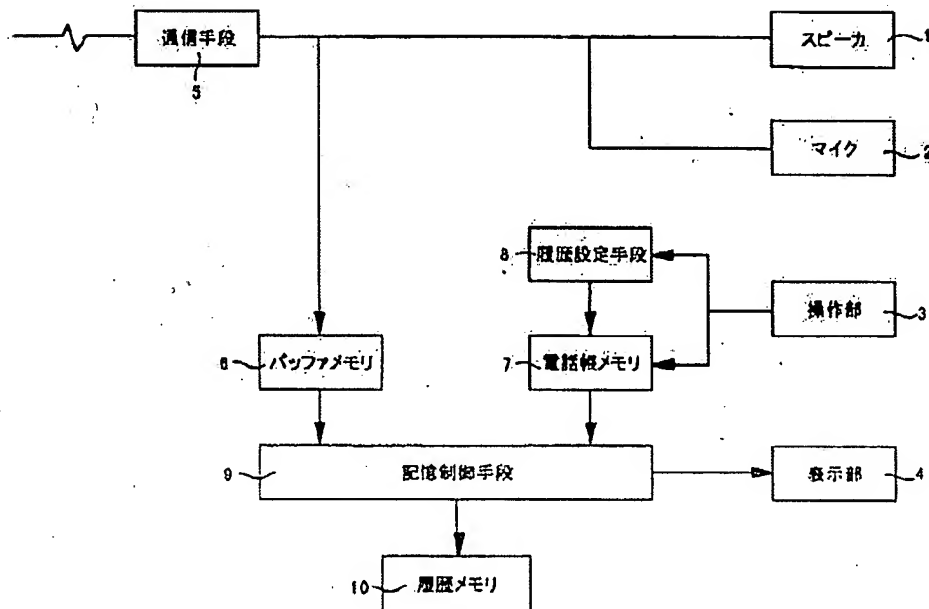 通信手段
5
スピーカ
1
マイク
2
8
履歴設定手段
操作部
3
6
バッファメモリ
7
電話帳メモリ
9
記憶制御手段
表示部
4
10
履歴メモリ